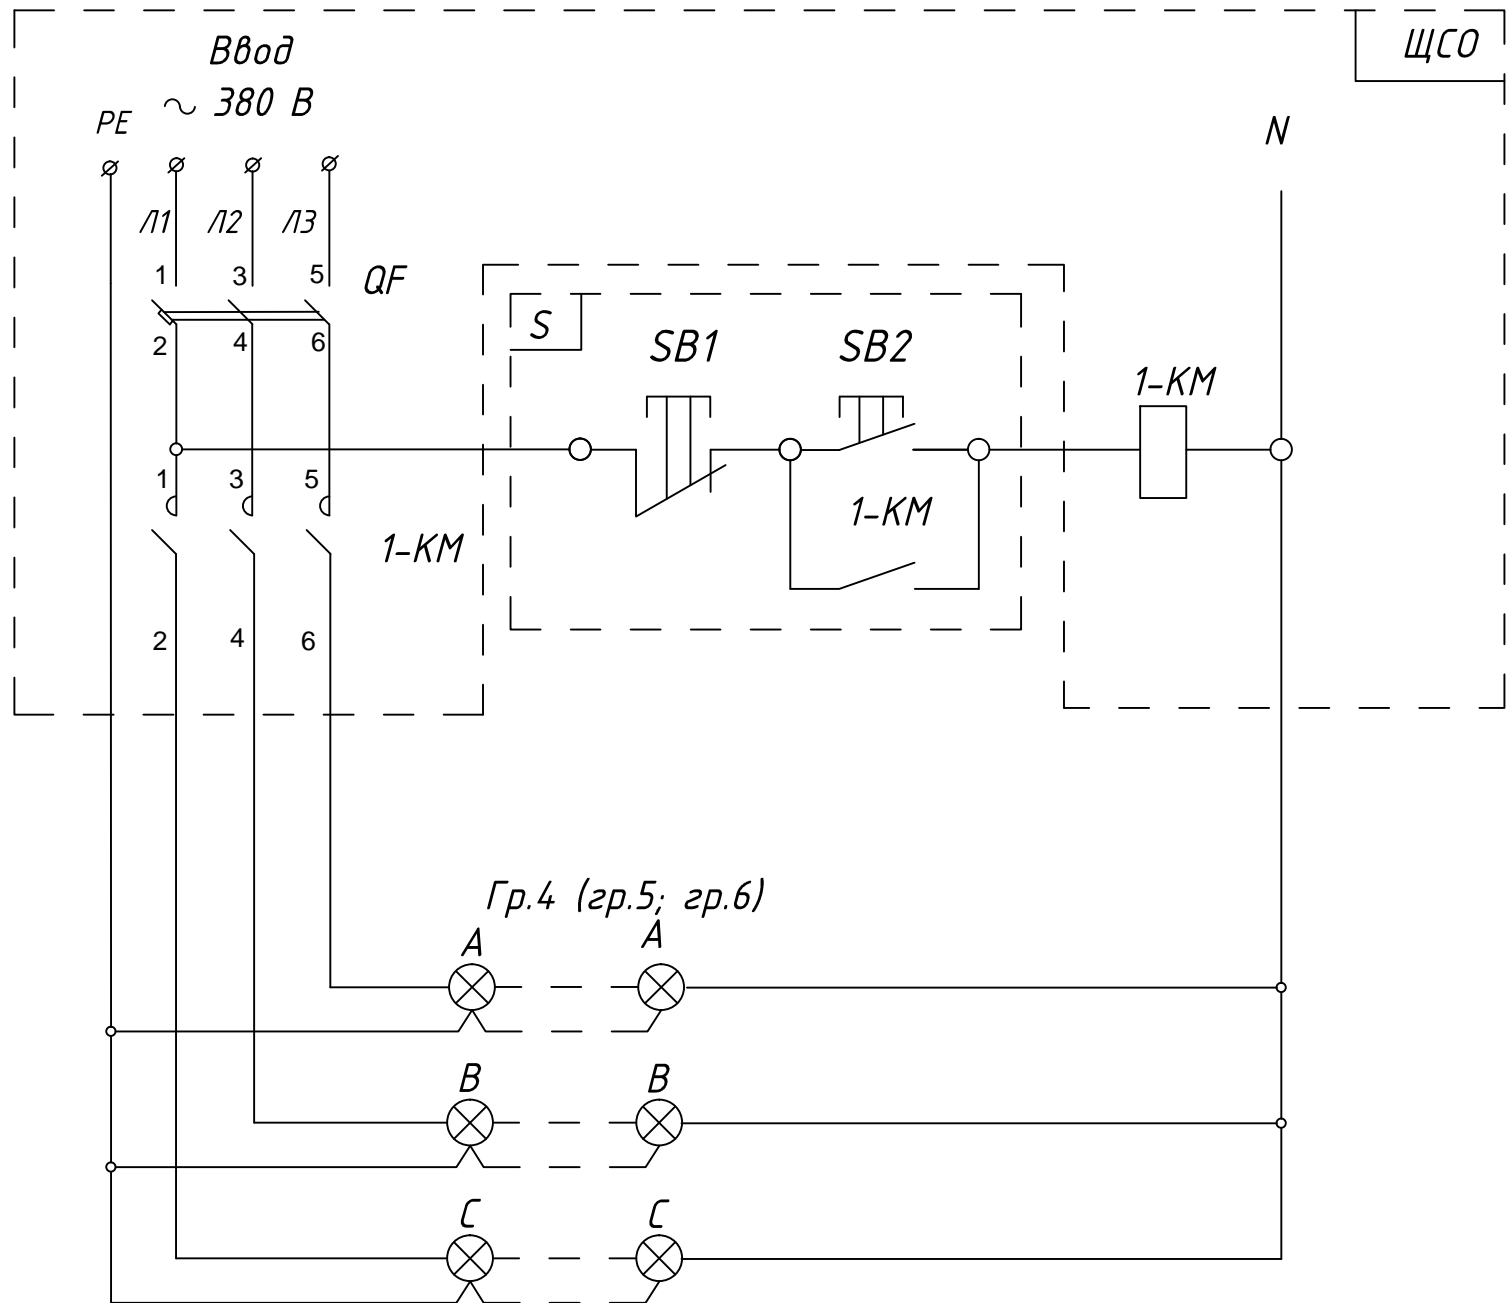 ЩСО
Ввод
~ 380 В
PE
N
Л1 Л2 Л3
1 3 5
QF
2 4 6
S
SB1 SB2
1-КМ
1 3 5
1-КМ
1-КМ
2 4 6
Гр.4 (гр.5; гр.6)
А А
В В
С С